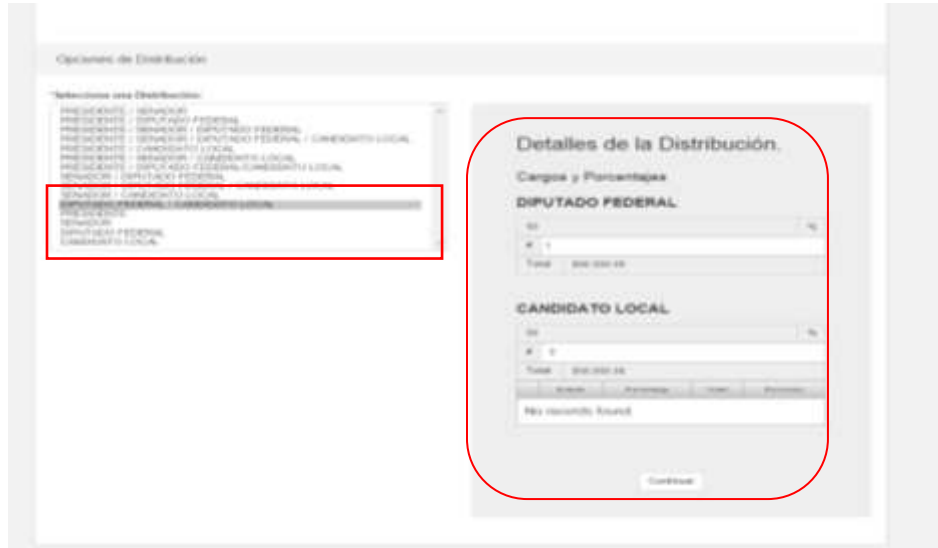 Opciones de Distribución
*Selecciona una Distribución:
PRESIDENTE / SENADOR
PRESIDENTE / DIPUTADO FEDERAL
PRESIDENTE / SENADOR / DIPUTADO FEDERAL
PRESIDENTE / SENADOR / DIPUTADO FEDERAL / CANDIDATO LOCAL
PRESIDENTE / CANDIDATO LOCAL
PRESIDENTE / SENADOR / CANDIDATO LOCAL
PRESIDENTE / DIPUTADO FEDERAL/CANDIDATO LOCAL
SENADOR / DIPUTADO FEDERAL
SENADOR / CANDIDATO LOCAL
DIPUTADO FEDERAL / CANDIDATO LOCAL
PRESIDENTE
SENADOR
DIPUTADO FEDERAL
CANDIDATO LOCAL
Detalles de la Distribución.
Cargos y Porcentajes
DIPUTADO FEDERAL
%
# 1
Total
CANDIDATO LOCAL
%
#
Total
No records found.
Continuar